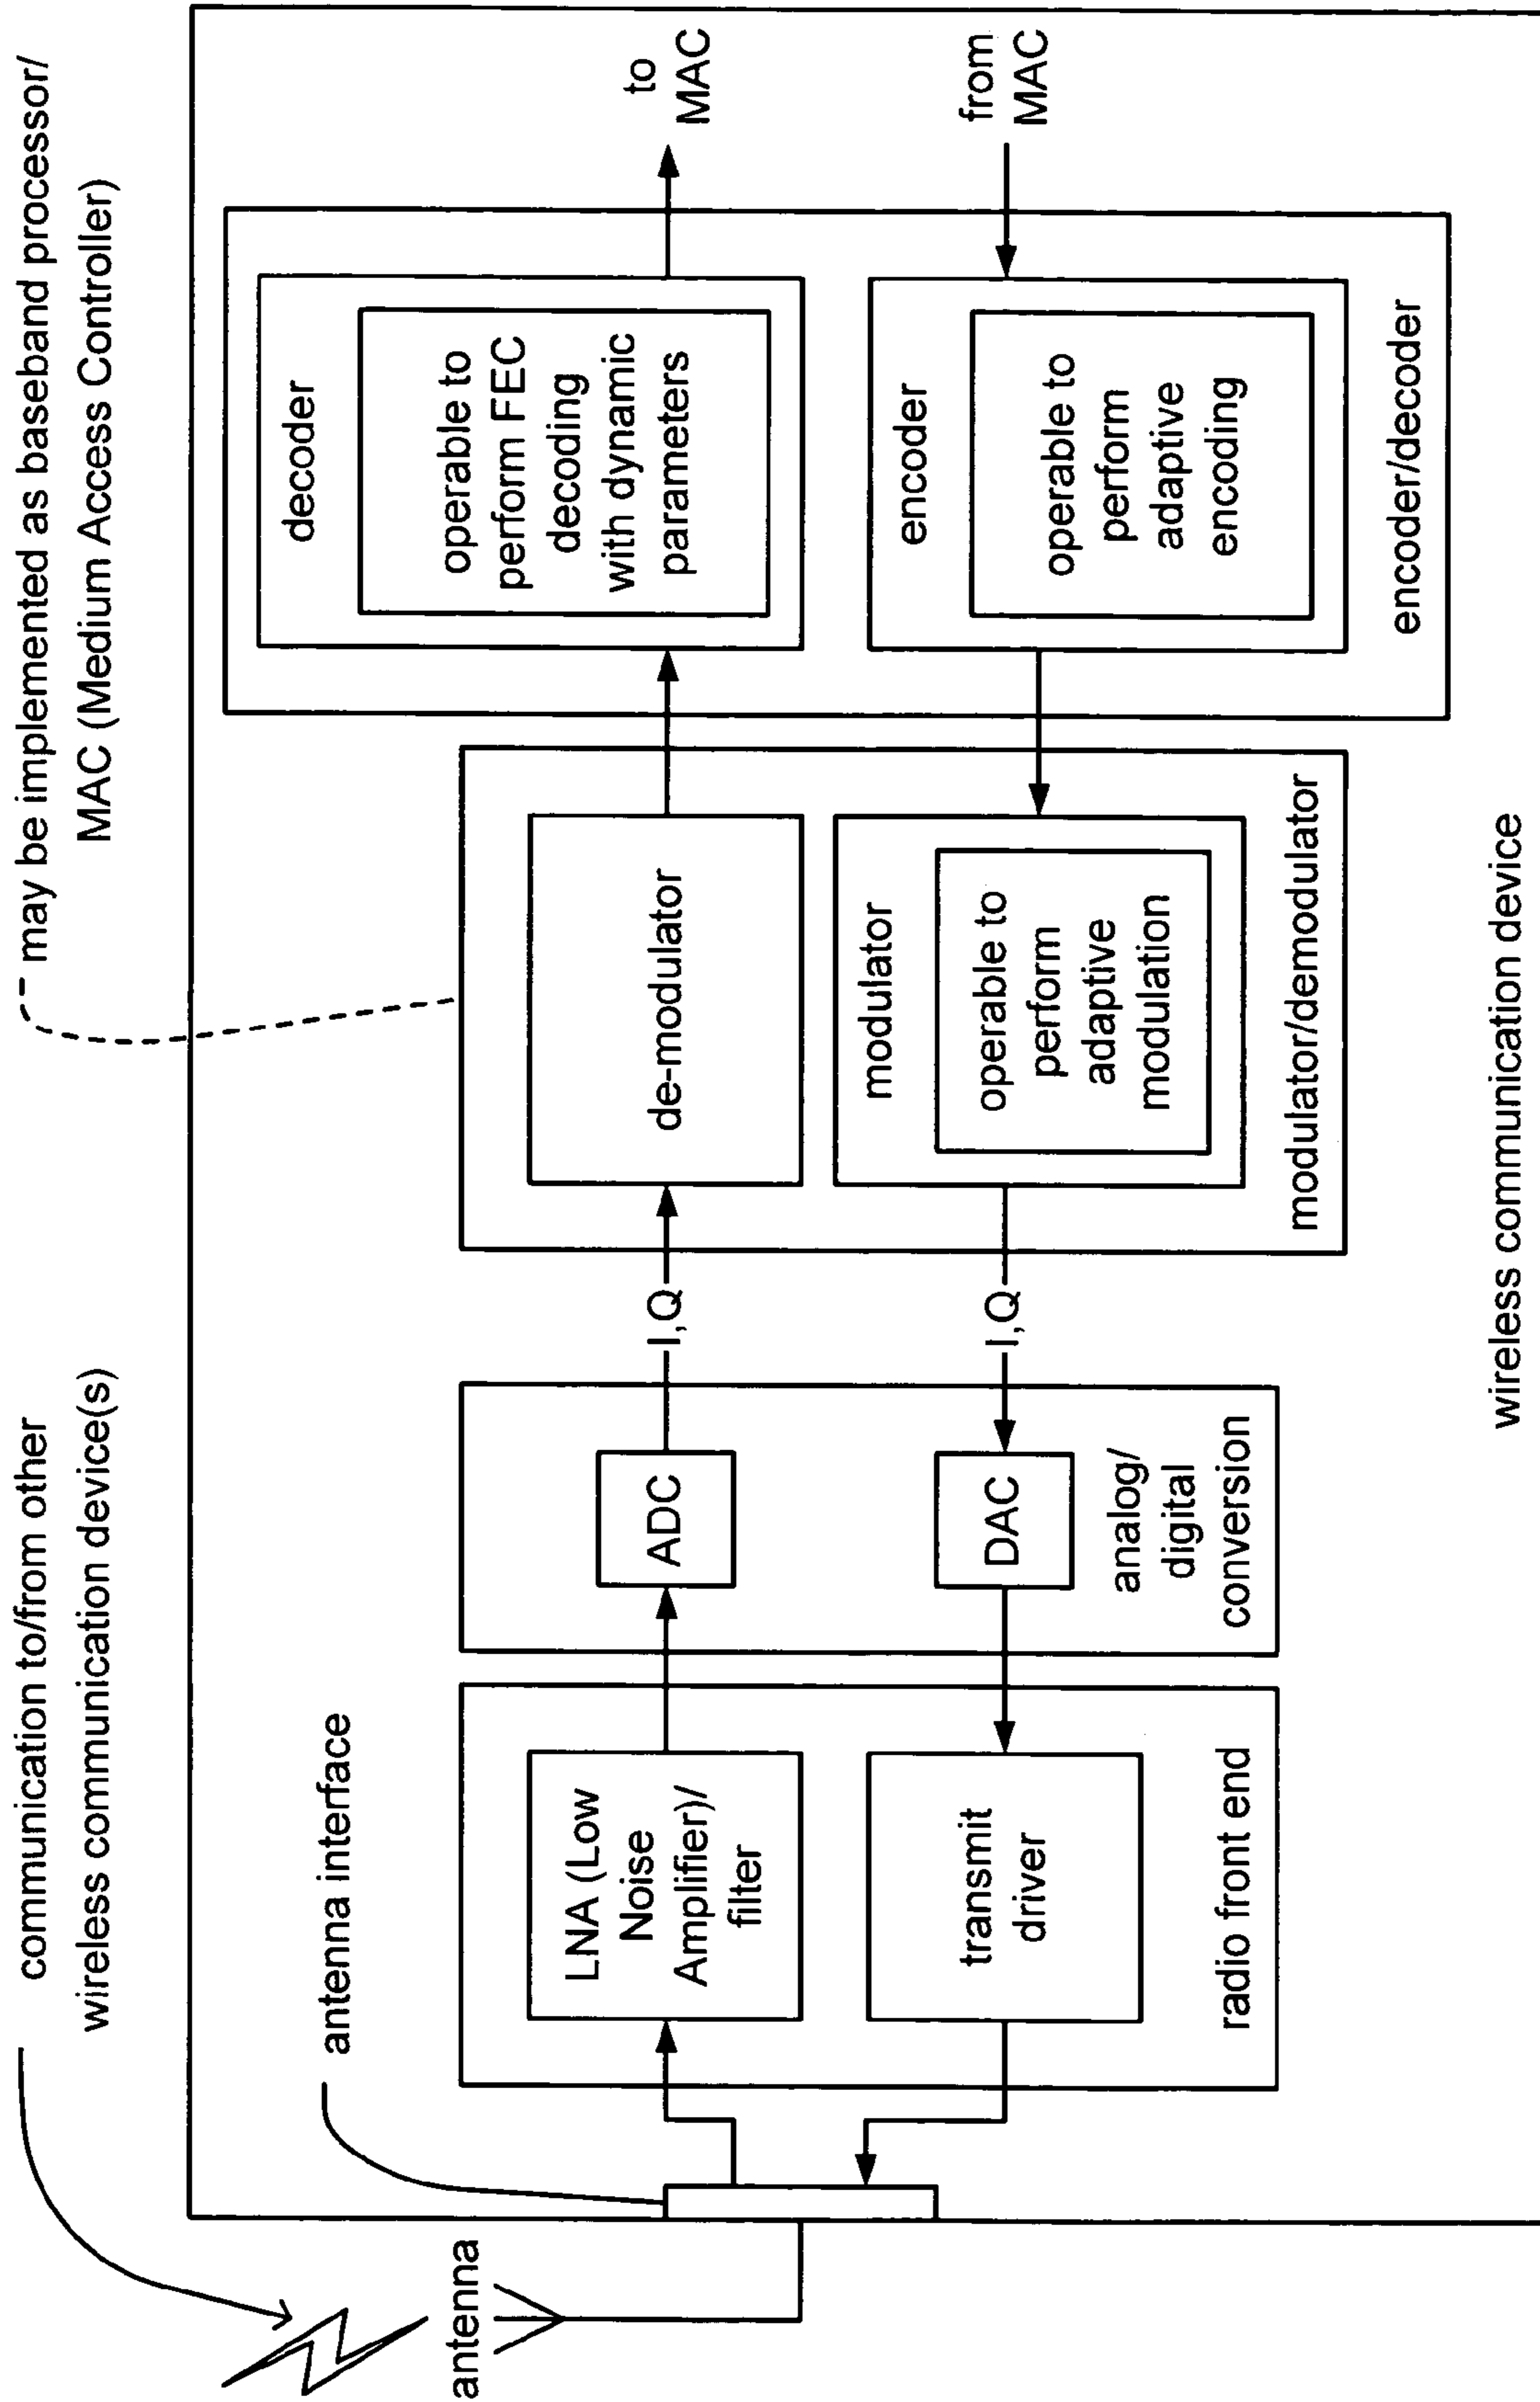 communication to/from other
wireless communication device(s)
may be implemented as baseband processor/
MAC (Medium Access Controller)
antenna interface
antenna
LNA (Low
Noise
Amplifier)/
filter
transmit
driver
radio front end
ADC
DAC
analog/
digital
conversion
I,Q
I,Q
de-modulator
modulator
operable to
perform
adaptive
modulation
modulator/demodulator
decoder
operable to
perform FEC
decoding
with dynamic
parameters
encoder
operable to
perform
adaptive
encoding
encoder/decoder
to
MAC
from
MAC
wireless communication device